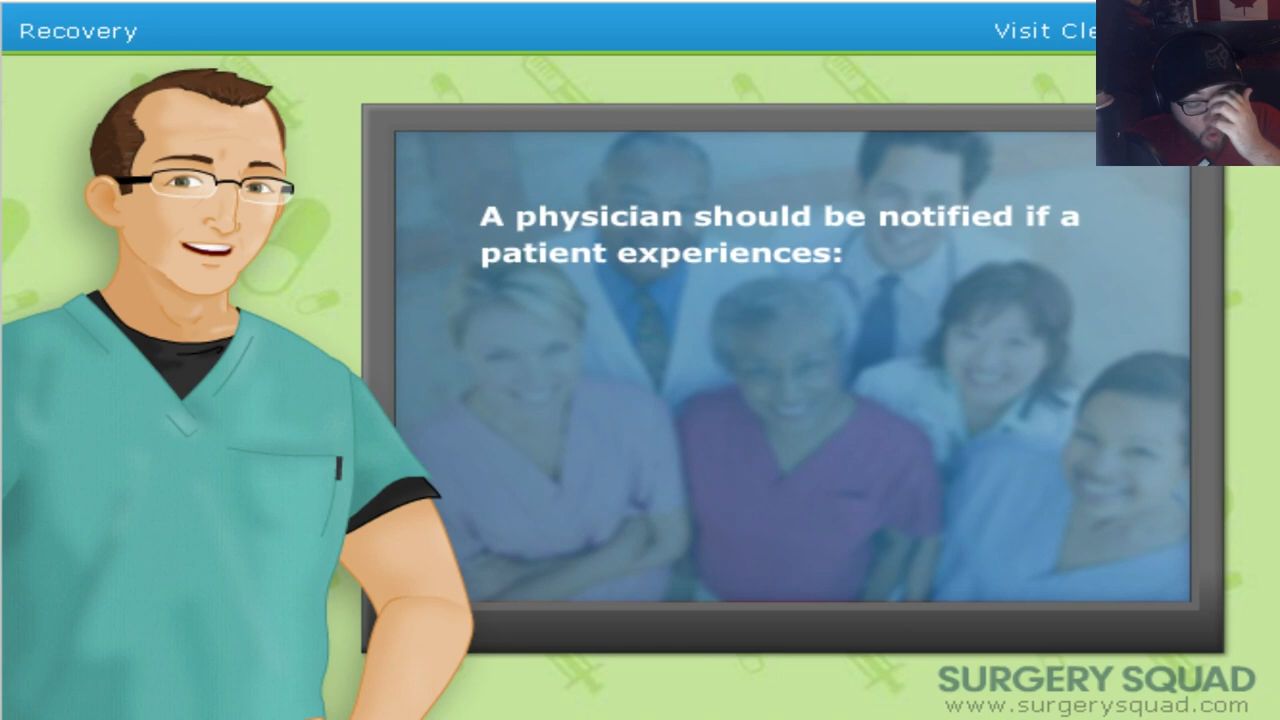 Recovery
Visit Cle
A physician should be notified if a
patient experiences:
SURGERY SQUAD
www.surgerysquad.com